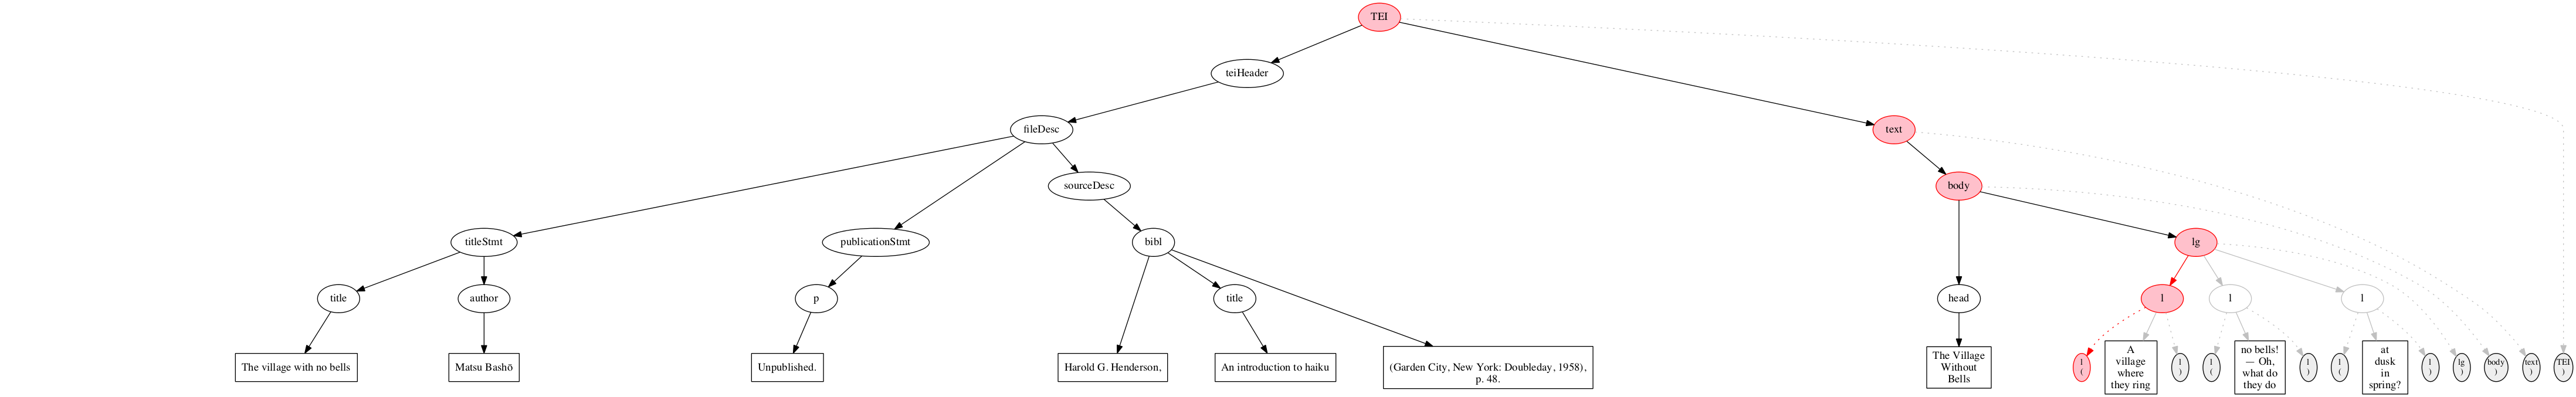 TEI
teiHeader
fileDesc
text
sourceDesc
body
titleStmt
publicationStmt
bibl
lg
title
author
p
title
head
l
l
l
The village with no bells
Matsu Bashō
Unpublished.
Harold G. Henderson,
An introduction to haiku
(Garden City, New York: Doubleday, 1958),
p. 48.
The Village
Without
Bells
l
(
A
village
where
they ring
l
)
l
(
no bells!
— Oh,
what do
they do
l
)
l
(
at
dusk
in
spring?
l
)
lg
)
body
)
text
)
TEI
)